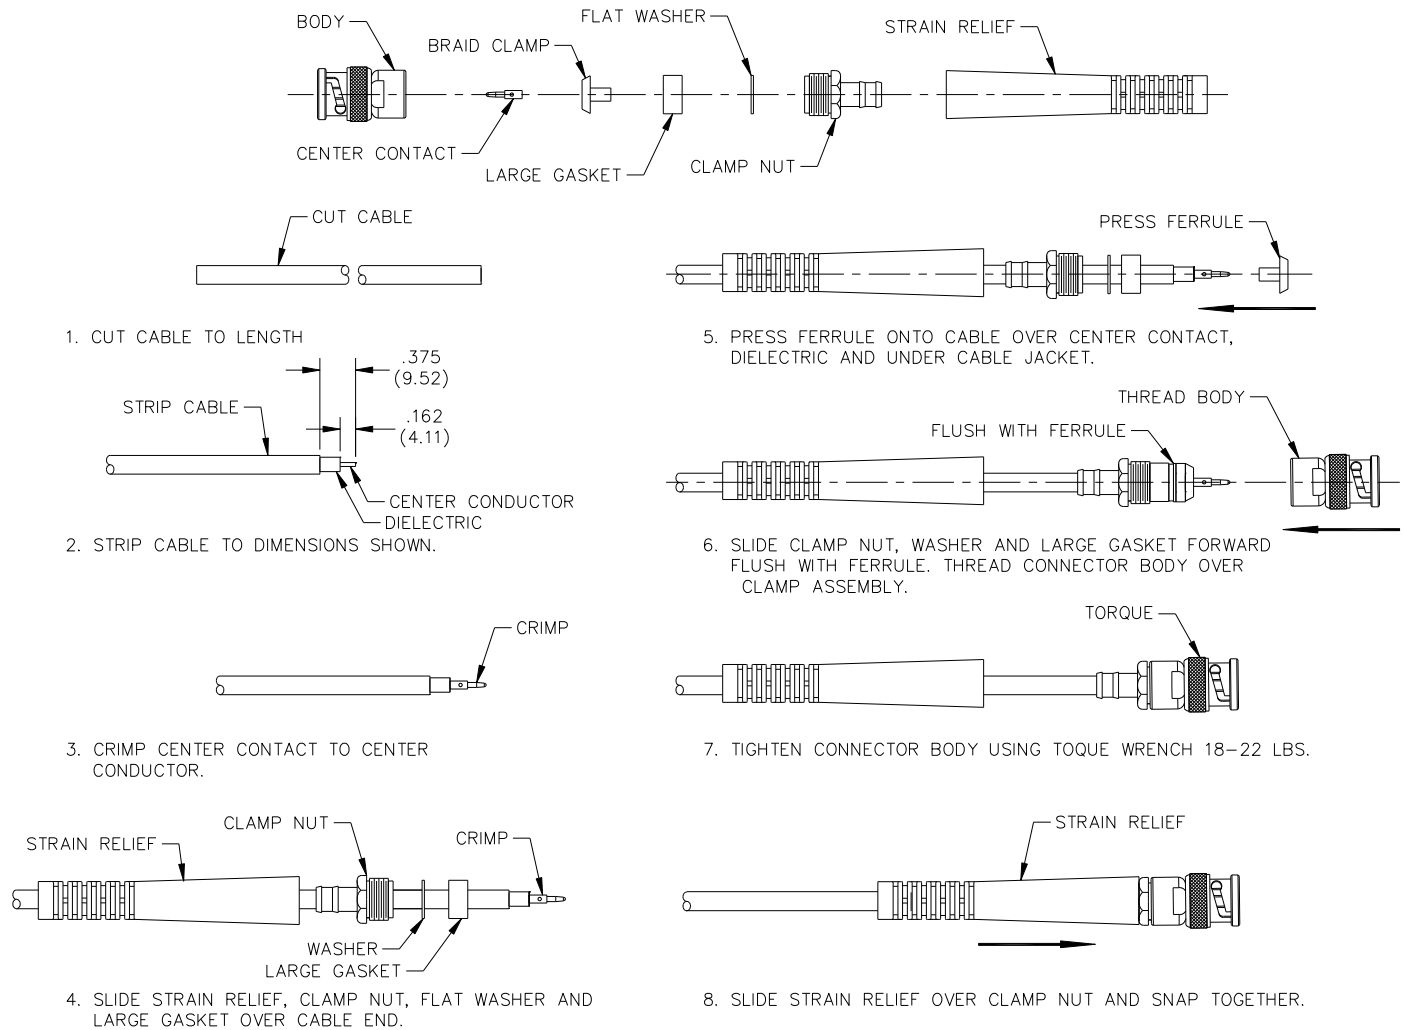 BODY
FLAT WASHER
STRAIN RELIEF
BRAID CLAMP
CENTER CONTACT
LARGE GASKET
CLAMP NUT
CUT CABLE
1. CUT CABLE TO LENGTH
.375
(9.52)
.162
(4.11)
STRIP CABLE
CENTER CONDUCTOR
DIELECTRIC
2. STRIP CABLE TO DIMENSIONS SHOWN.
CRIMP
3. CRIMP CENTER CONTACT TO CENTER
CONDUCTOR.
CLAMP NUT
STRAIN RELIEF
CRIMP
WASHER
LARGE GASKET
4. SLIDE STRAIN RELIEF, CLAMP NUT, FLAT WASHER AND
LARGE GASKET OVER CABLE END.
PRESS FERRULE
5. PRESS FERRULE ONTO CABLE OVER CENTER CONTACT,
DIELECTRIC AND UNDER CABLE JACKET.
THREAD BODY
FLUSH WITH FERRULE
6. SLIDE CLAMP NUT, WASHER AND LARGE GASKET FORWARD
FLUSH WITH FERRULE. THREAD CONNECTOR BODY OVER
CLAMP ASSEMBLY.
TORQUE
7. TIGHTEN CONNECTOR BODY USING TOQUE WRENCH 18-22 LBS.
STRAIN RELIEF
8. SLIDE STRAIN RELIEF OVER CLAMP NUT AND SNAP TOGETHER.